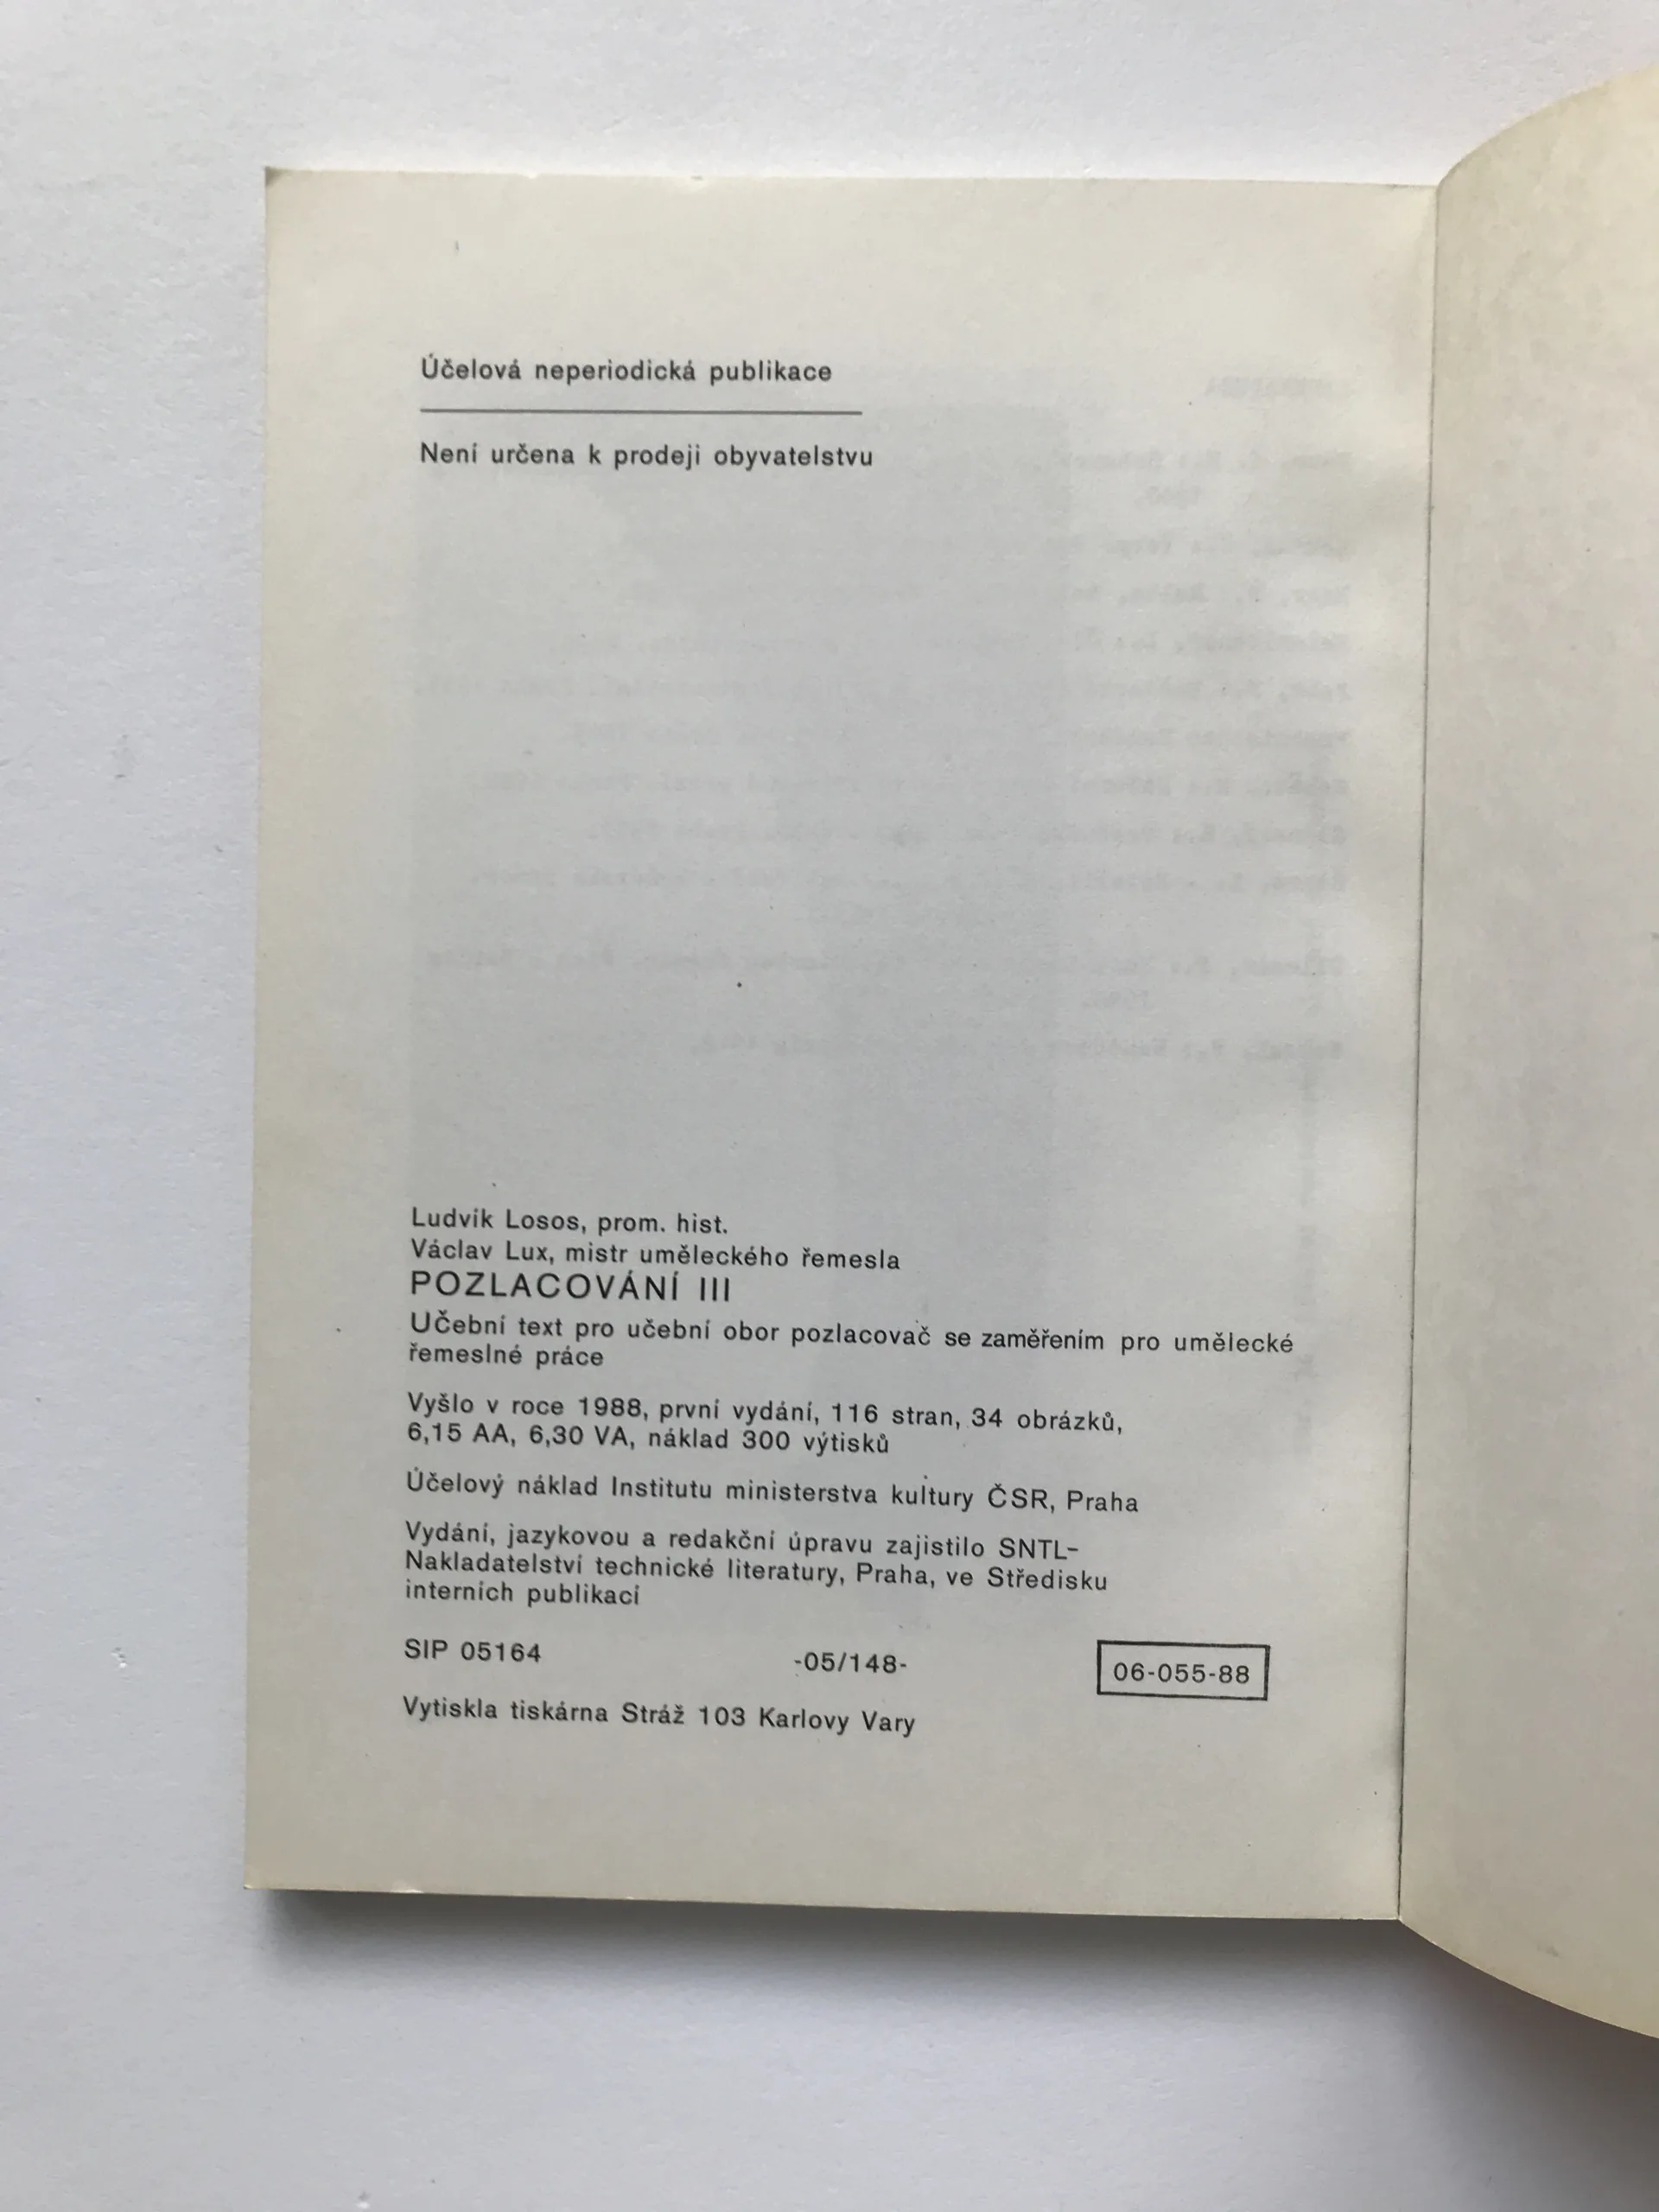 Účelová neperiodická publikace
Není určena k prodeji obyvatelstvu
Ludvík Losos, prom. hist.
Václav Lux, mistr uměleckého řemesla
POZLACOVÁNÍ III
Učební text pro učební obor pozlacovač se zaměřením pro umělecké
řemeslné práce
Vyšlo v roce 1988, první vydání, 116 stran, 34 obrázků,
6,15 AA, 6,30 VA, náklad 300 výtisků
Účelový náklad Institutu ministerstva kultury ČSR, Praha
Vydání, jazykovou a redakční úpravu zajistilo SNTL-
Nakladatelství technické literatury, Praha, ve Středisku
interních publikací
SIP 05164 -05/148- 06-055-88
Vytiskla tiskárna Stráž 103 Karlovy Vary